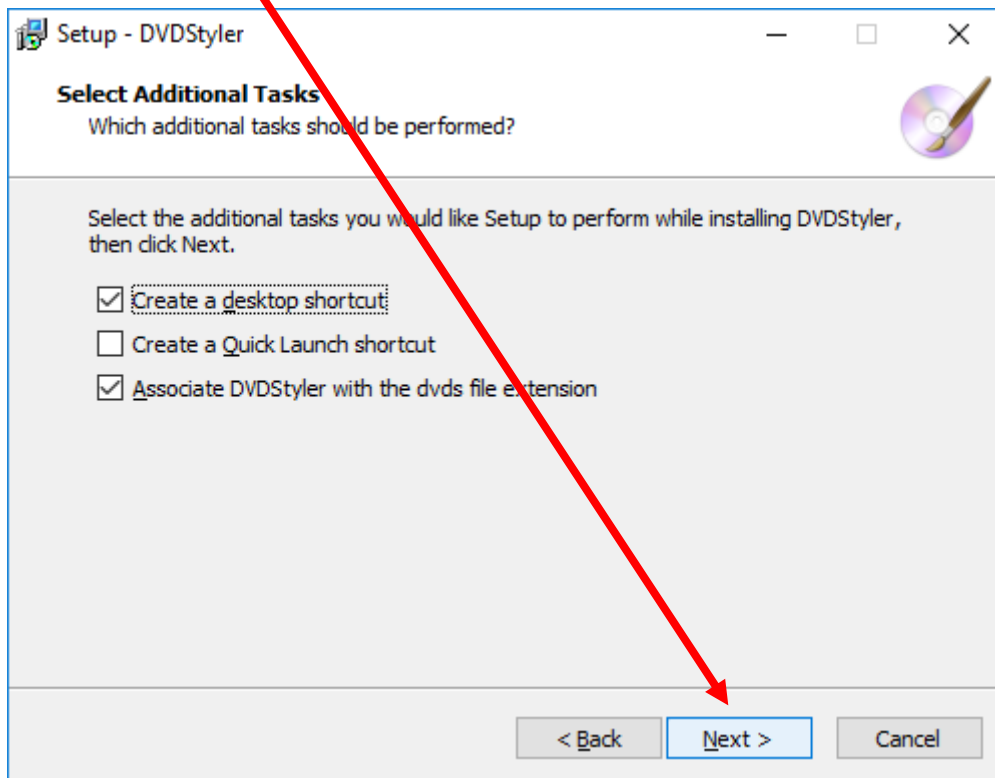 Setup - DVDStyler
Select Additional Tasks
Which additional tasks should be performed?
Select the additional tasks you would like Setup to perform while installing DVDStyler,
then click Next.
Create a desktop shortcut
Create a Quick Launch shortcut
Associate DVDStyler with the dvds file extension
< Back
Next >
Cancel